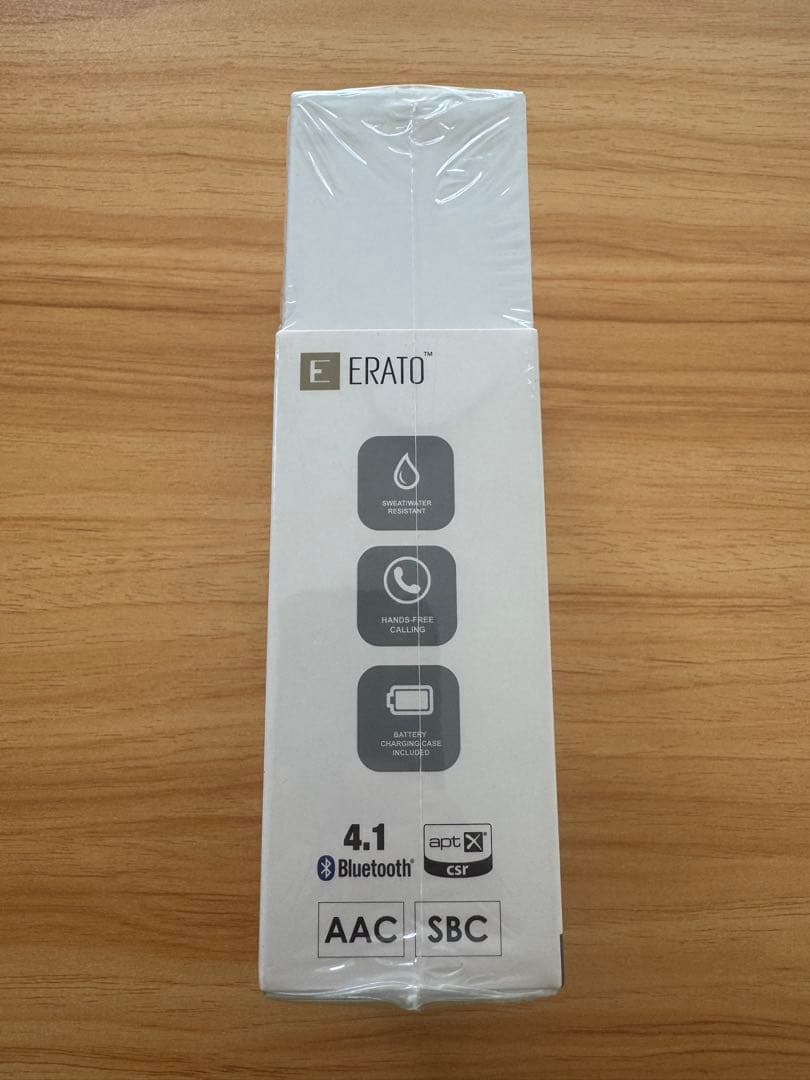 E ERATO™
SWEAT/WATER
RESISTANT
HANDS-FREE
CALLING
BATTERY
CHARGING CASE
INCLUDED
4.1
Bluetooth®
aptX®
csr
AAC
SBC